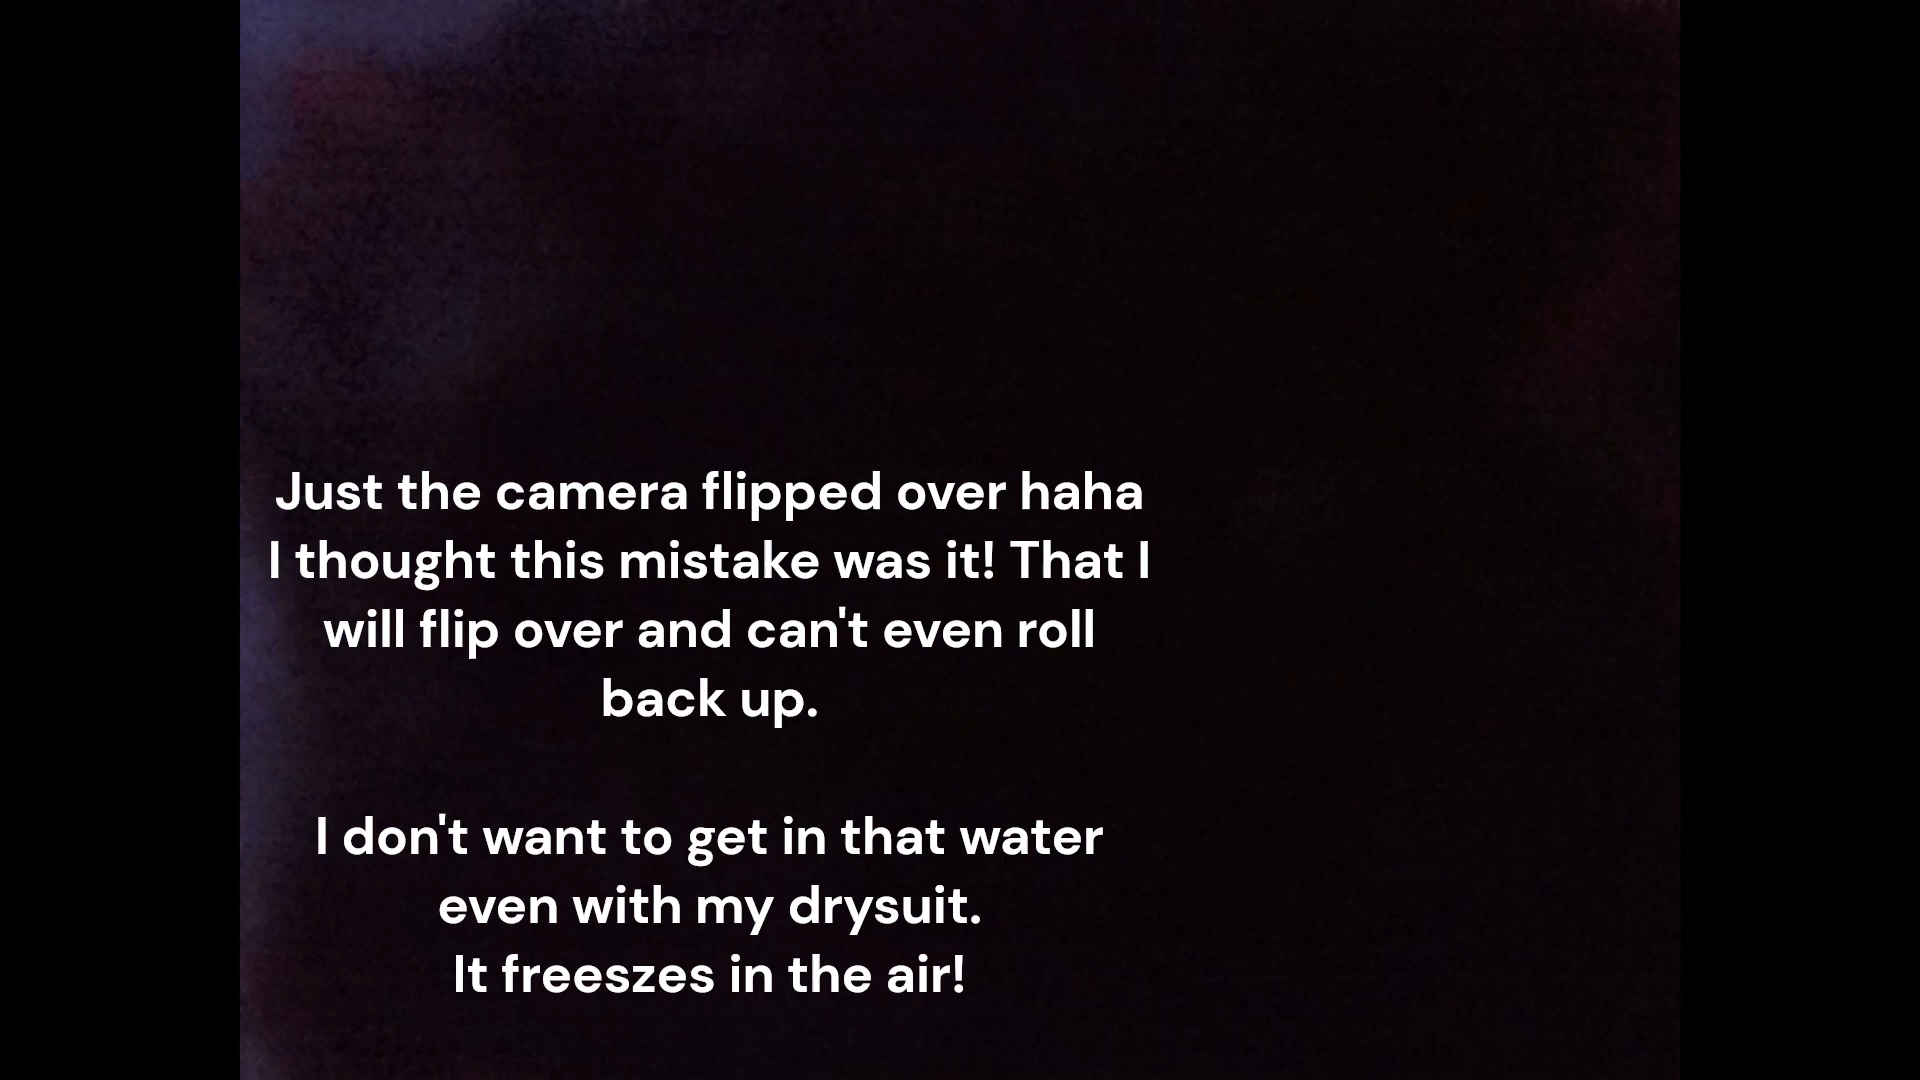 Just the camera flipped over haha
I thought this mistake was it! That I
will flip over and can't even roll
back up.
I don't want to get in that water
even with my drysuit.
It freeszes in the air!